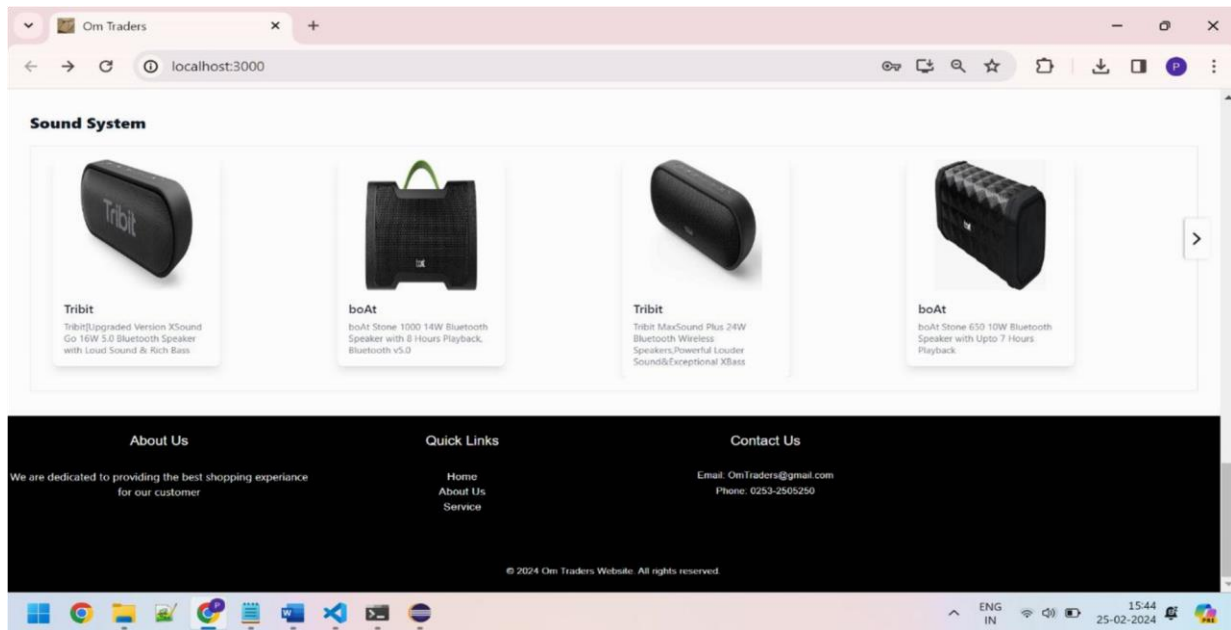 Om Traders
localhost:3000
P
Sound System
Tribit
Tribit
Tribit[Upgraded Version XSound
Go 16W 5.0 Bluetooth Speaker
with Loud Sound & Rich Bass
boAt
boAt Stone 1000 14W Bluetooth
Speaker with 8 Hours Playback,
Bluetooth v5.0
Tribit
Tribit MaxSound Plus 24W
Bluetooth Wireless
Speakers,Powerful Louder
Sound&Exceptional XBass
boAt
boAt Stone 650 10W Bluetooth
Speaker with Upto 7 Hours
Playback
About Us
We are dedicated to providing the best shopping experiance
for our customer
Quick Links
Home
About Us
Service
Contact Us
Email: OmTraders@gmail.com
Phone: 0253-2505250
© 2024 Om Traders Website. All rights reserved.
P
W
ENG
IN
15:44
25-02-2024
PRE